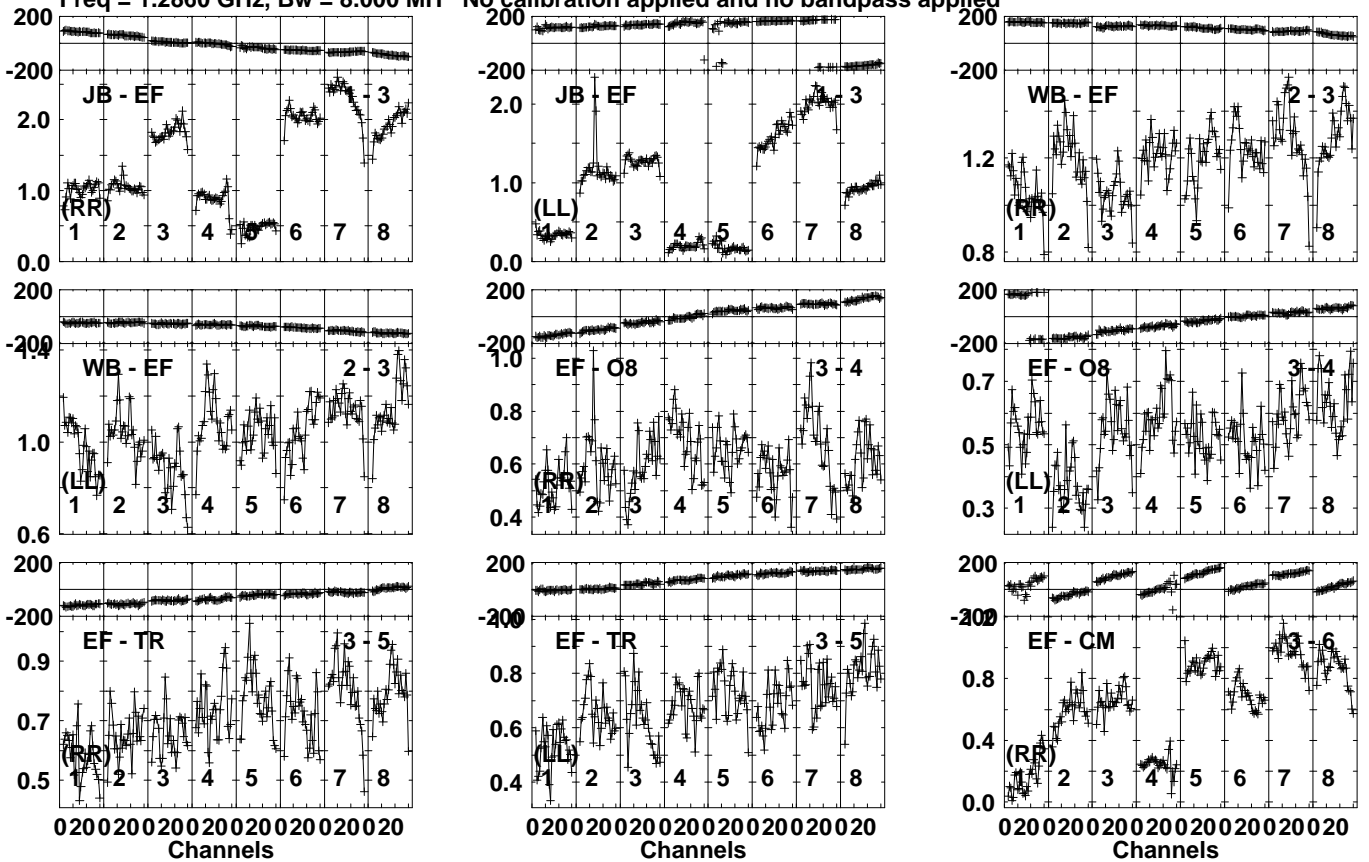 Freq = 1.2860 GHz, Bw = 8.000 MH No calibration applied and no bandpass applied
200 200 200
-200 -200 -200
JB - EF 1 - 3 JB - EF 1 - 3 WB - EF 2 - 3
2.0 2.0
1.2
1.0 1.0
(RR) (LL) (RR)
1 2 3 4 5 6 7 8 1 2 3 4 5 6 7 8 1 2 3 4 5 6 7 8
0.0 0.0 0.8
200 200 200
-200 -200 -200
1.4 1.0
WB - EF 2 - 3 EF - O8 3 - 4 EF - O8 3 - 4
0.8 0.7
1.0
0.6 0.5
(LL) (RR) (LL)
1 2 3 4 5 6 7 8 1 2 3 4 5 6 7 8 1 2 3 4 5 6 7 8
0.6 0.4 0.3
200 200 200
-200 -200 -200
1.0 1.2
EF - TR 3 - 5 EF - TR 3 - 5 EF - CM 3 - 6
0.9 0.8 0.8
0.7
0.6 0.4
(RR) (LL) (RR)
1 2 3 4 5 6 7 8 1 2 3 4 5 6 7 8 1 2 3 4 5 6 7 8
0.5 0.4 0.0
0 20 0 20 0 20 0 20 0 20 0 20 0 20 0 20 0 20 0 20 0 20 0 20 0 20 0 20 0 20 0 20 0 20 0 20 0 20 0 20 0 20 0 20 0 20 0 20
Channels Channels Channels